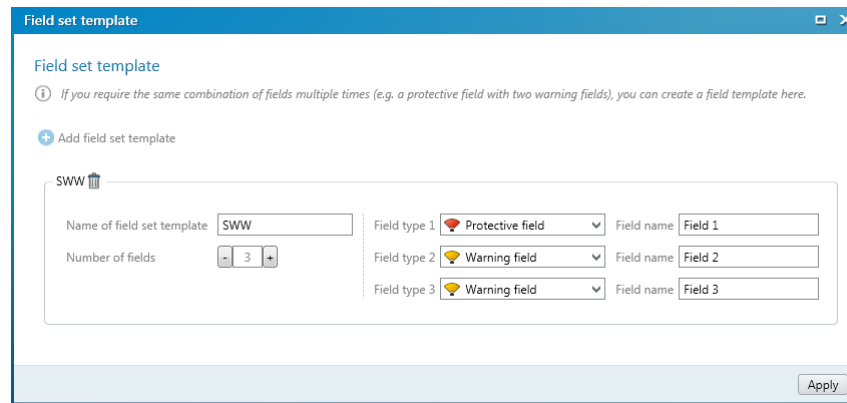 Field set template
Field set template
If you require the same combination of fields multiple times (e.g. a protective field with two warning fields), you can create a field template here.
Add field set template
SWW
Name of field set template SWW Field type 1 Protective field Field name Field 1
Number of fields - 3 + Field type 2 Warning field Field name Field 2
Field type 3 Warning field Field name Field 3
Apply